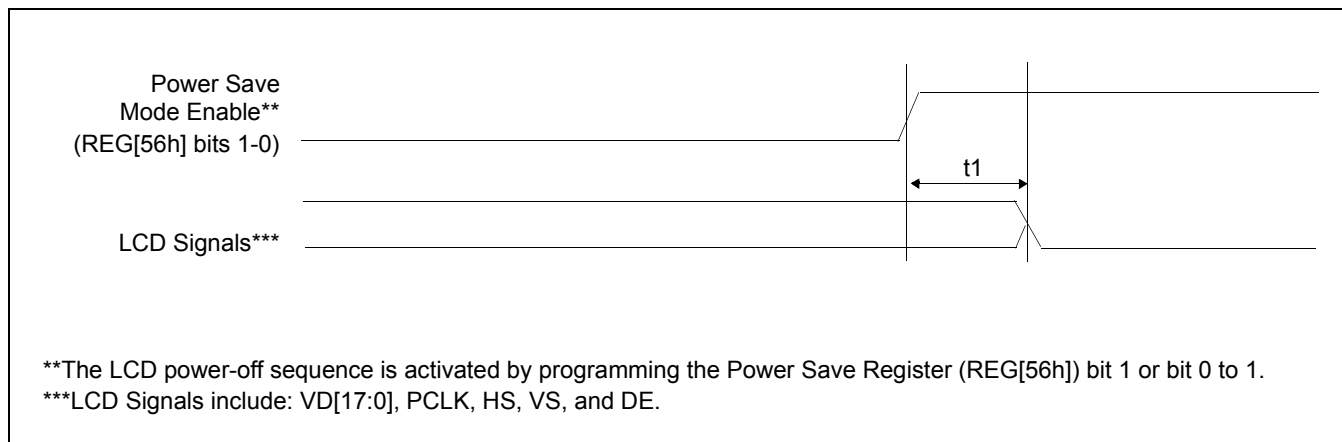 Power Save
Mode Enable**
(REG[56h] bits 1-0)
t1
LCD Signals***
**The LCD power-off sequence is activated by programming the Power Save Register (REG[56h]) bit 1 or bit 0 to 1.
***LCD Signals include: VD[17:0], PCLK, HS, VS, and DE.